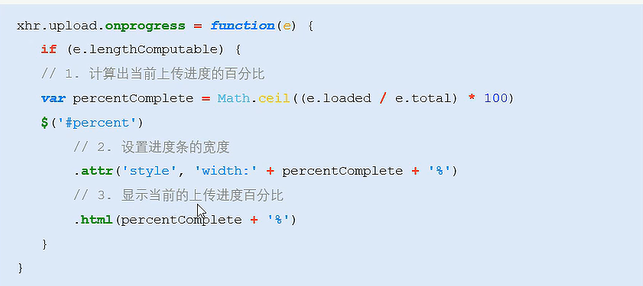 xhr.upload.onprogress = function(e) {
if (e.lengthComputable) {
// 1. 计算出当前上传进度的百分比
var percentComplete = Math.ceil((e.loaded / e.total) * 100)
$('#percent')
// 2. 设置进度条的宽度
.attr('style', 'width:' + percentComplete + '%')
// 3. 显示当前的上传进度百分比
.html(percentComplete + '%')
}
}